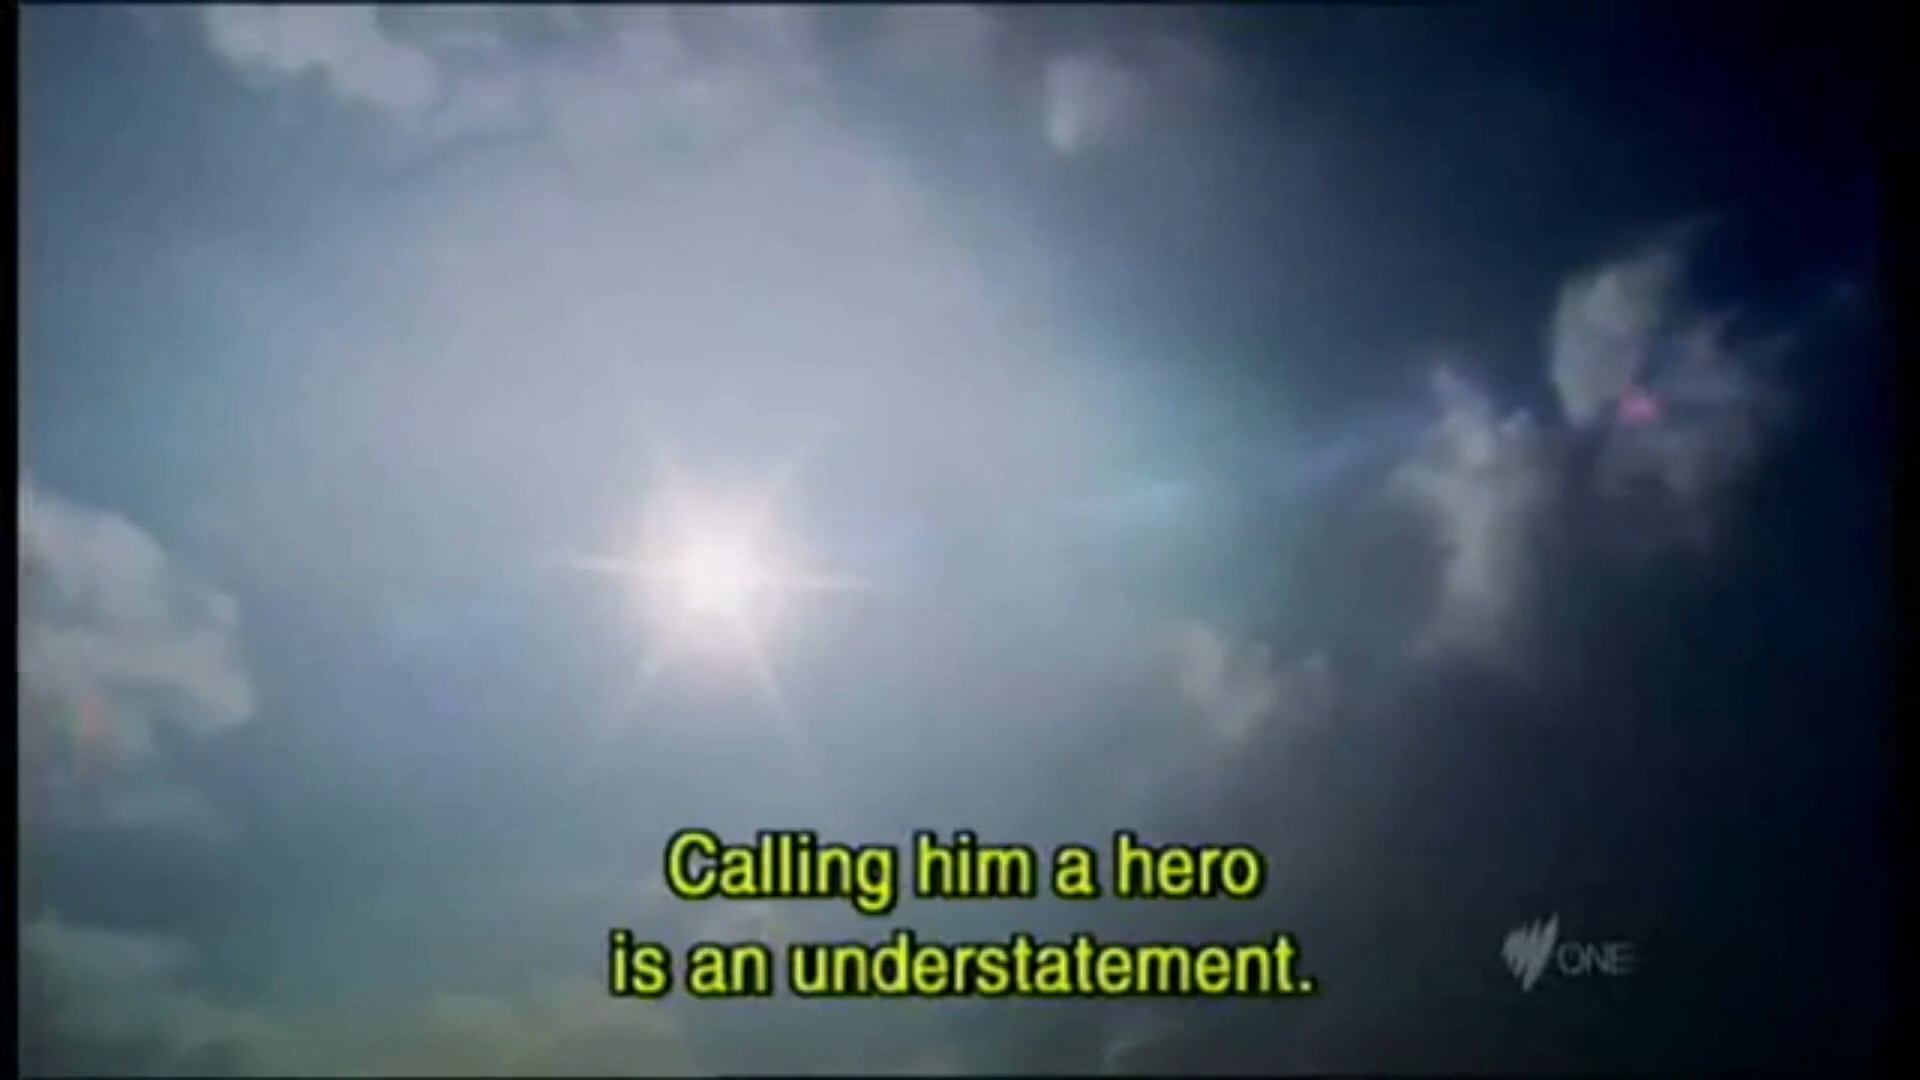 Calling him a hero
is an understatement.
ONE